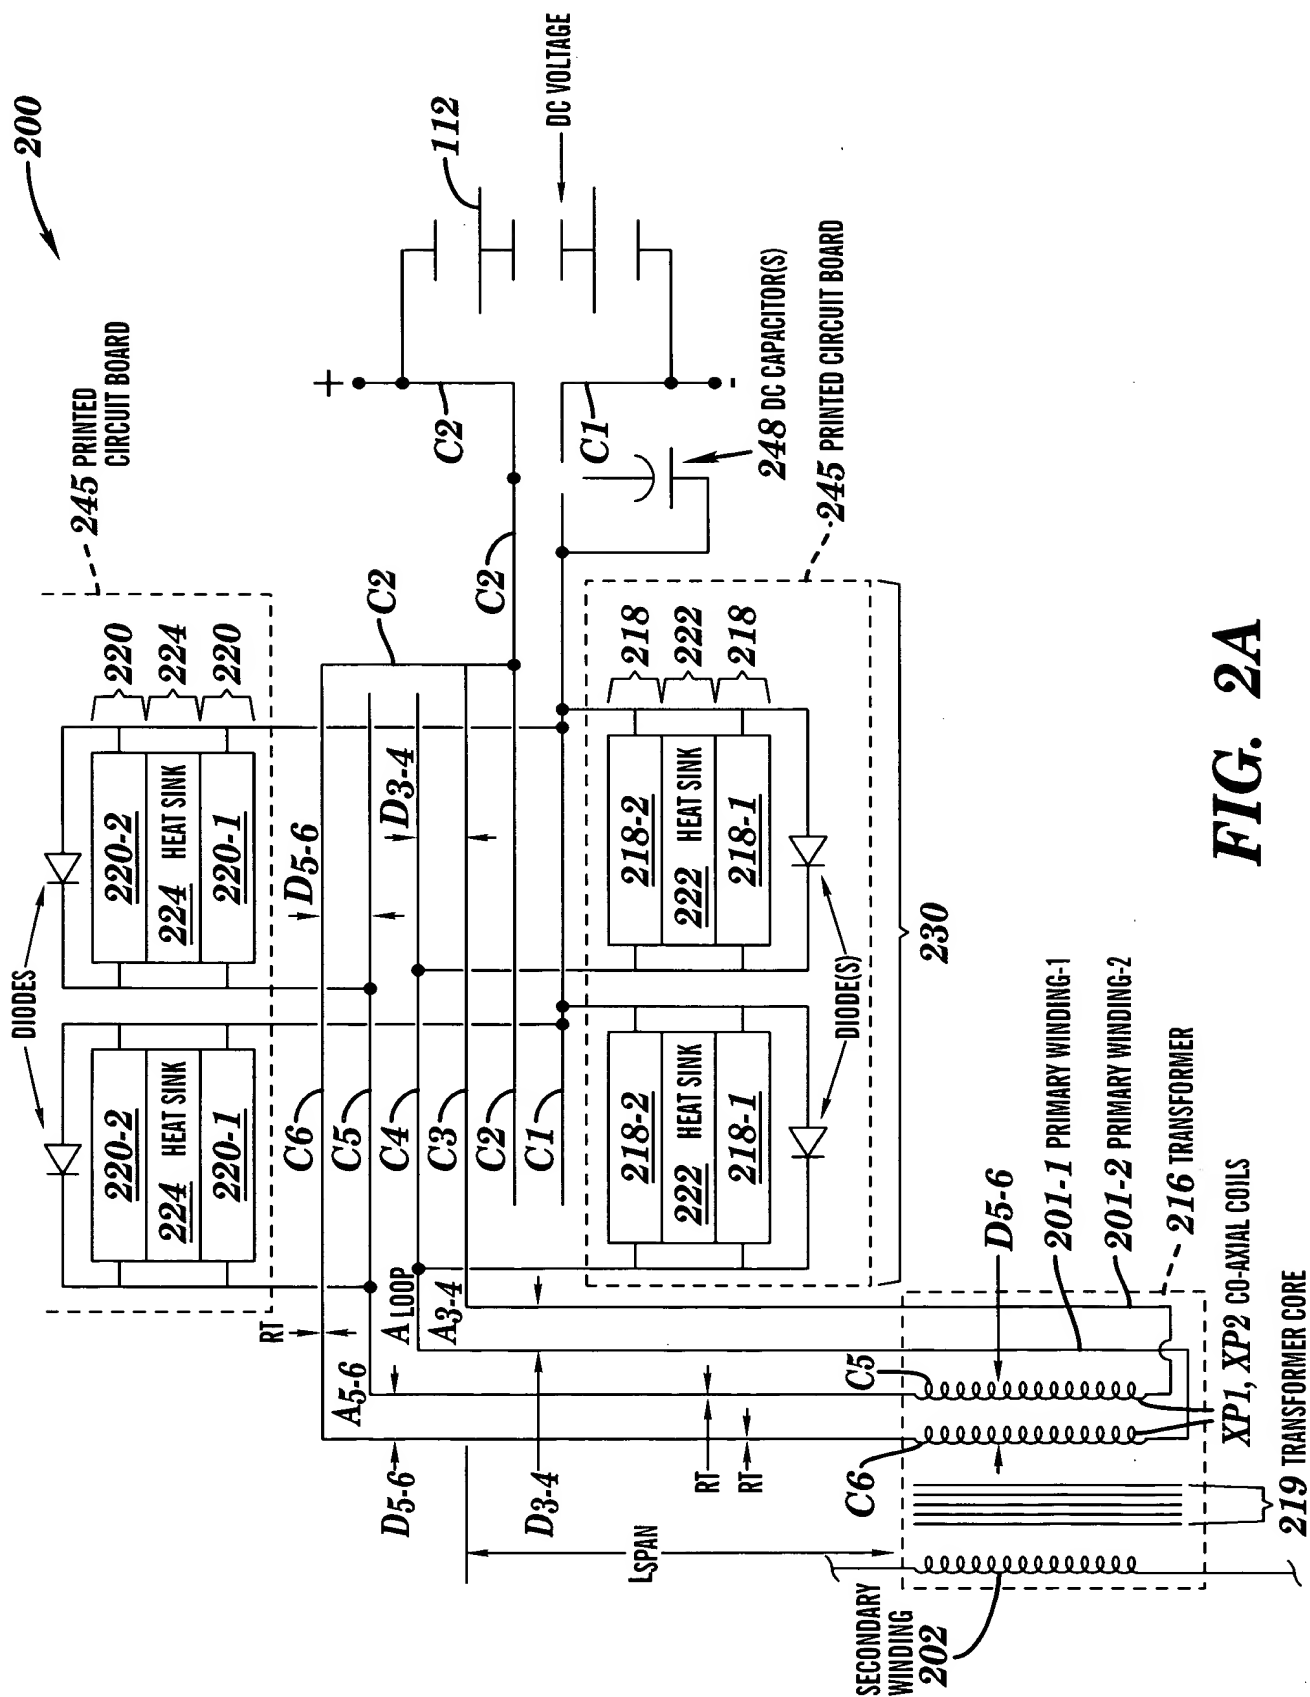 200
245 PRINTED
CIRCUIT BOARD
DC VOLTAGE
112
+
-
C2
C1
248 DC CAPACITOR(S)
245 PRINTED CIRCUIT BOARD
C2
C2
220
224
220
218
222
218
DIODES
220-2
224 HEAT SINK
220-1
220-2
224 HEAT SINK
220-1
D5-6
D3-4
218-2
222 HEAT SINK
218-1
218-2
222 HEAT SINK
218-1
DIODE(S)
230
C6
C5
C4
C3
C2
C1
RT
A LOOP
A3-4
A5-6
D5-6
D3-4
RT
RT
LSPAN
C5
C6
D5-6
201-1 PRIMARY WINDING-1
201-2 PRIMARY WINDING-2
216 TRANSFORMER
XP1, XP2 CO-AXIAL COILS
219 TRANSFORMER CORE
SECONDARY
WINDING
202
FIG. 2A